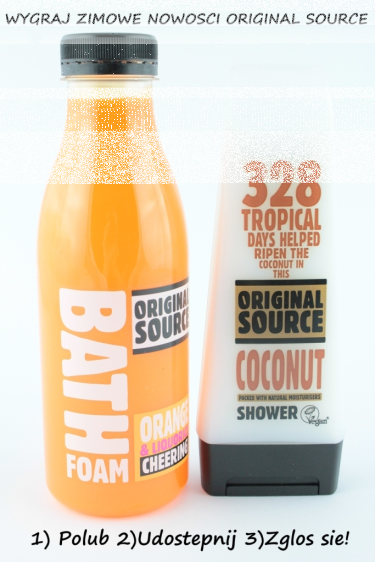 WYGRAJ ZIMOWE NOWOSCI ORIGINAL SOURCE
BATH
FOAM
ORIGINAL
SOURCE
ORANGE
CHEERING
328
TROPICAL
DAYS HELPED
RIPEN THE
COCONUT IN
THIS
ORIGINAL
SOURCE
COCONUT
PACKED WITH NATURAL MOISTURISERS
SHOWER
vegan
1) Polub 2)Udostepnij 3)Zglos sie!